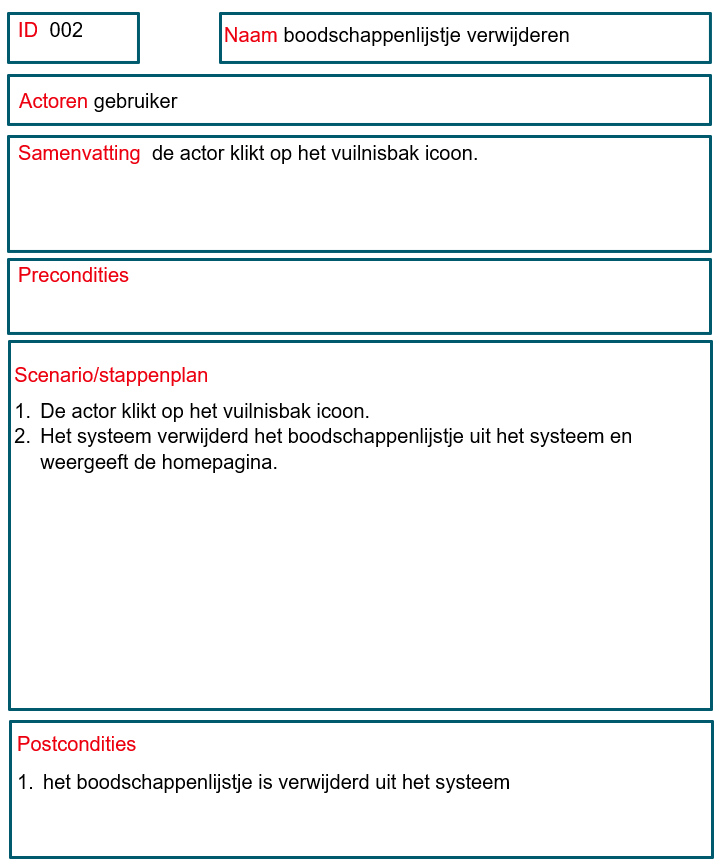 ID 002
Naam boodschappenlijstje verwijderen
Actoren gebruiker
Samenvatting de actor klikt op het vuilnisbak icoon.
Precondities
Scenario/stappenplan
1. De actor klikt op het vuilnisbak icoon.
2. Het systeem verwijderd het boodschappenlijstje uit het systeem en
weergeeft de homepagina.
Postcondities
1. het boodschappenlijstje is verwijderd uit het systeem